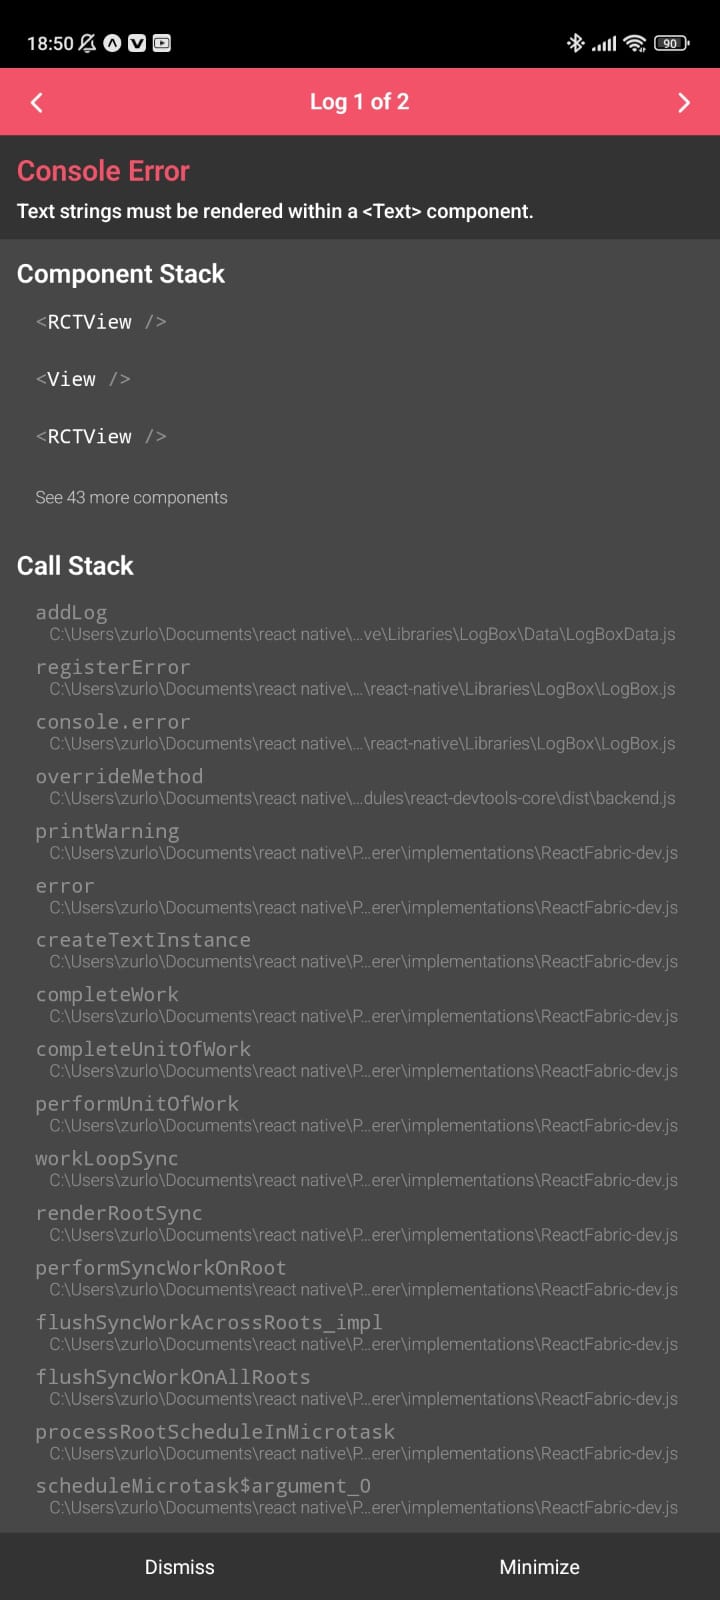 18:50
90
Log 1 of 2
Console Error
Text strings must be rendered within a <Text> component.
Component Stack
<RCTView />
<View />
<RCTView />
See 43 more components
Call Stack
addLog
C:\Users\zurlo\Documents\react native\...ve\Libraries\LogBox\Data\LogBoxData.js
registerError
C:\Users\zurlo\Documents\react native\...\react-native\Libraries\LogBox\LogBox.js
console.error
C:\Users\zurlo\Documents\react native\...\react-native\Libraries\LogBox\LogBox.js
overrideMethod
C:\Users\zurlo\Documents\react native\...dules\react-devtools-core\dist\backend.js
printWarning
C:\Users\zurlo\Documents\react native\P...erer\implementations\ReactFabric-dev.js
error
C:\Users\zurlo\Documents\react native\P...erer\implementations\ReactFabric-dev.js
createTextInstance
C:\Users\zurlo\Documents\react native\P...erer\implementations\ReactFabric-dev.js
completeWork
C:\Users\zurlo\Documents\react native\P...erer\implementations\ReactFabric-dev.js
completeUnitOfWork
C:\Users\zurlo\Documents\react native\P...erer\implementations\ReactFabric-dev.js
performUnitOfWork
C:\Users\zurlo\Documents\react native\P...erer\implementations\ReactFabric-dev.js
workLoopSync
C:\Users\zurlo\Documents\react native\P...erer\implementations\ReactFabric-dev.js
renderRootSync
C:\Users\zurlo\Documents\react native\P...erer\implementations\ReactFabric-dev.js
performSyncWorkOnRoot
C:\Users\zurlo\Documents\react native\P...erer\implementations\ReactFabric-dev.js
flushSyncWorkAcrossRoots_impl
C:\Users\zurlo\Documents\react native\P...erer\implementations\ReactFabric-dev.js
flushSyncWorkOnAllRoots
C:\Users\zurlo\Documents\react native\P...erer\implementations\ReactFabric-dev.js
processRootScheduleInMicrotask
C:\Users\zurlo\Documents\react native\P...erer\implementations\ReactFabric-dev.js
scheduleMicrotask$argument_0
C:\Users\zurlo\Documents\react native\P...erer\implementations\ReactFabric-dev.js
Dismiss
Minimize